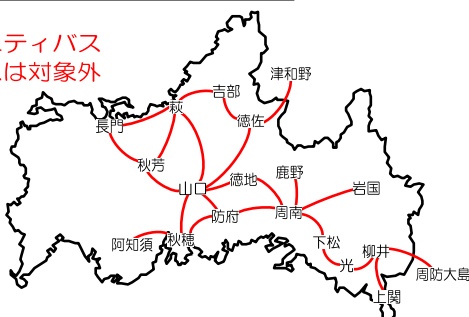 ティバス
は対象外
津和野
吉部
萩
徳佐
長門
秋芳
鹿野
徳地
山口
岩国
周南
防府
秋穂
阿知須
下松
柳井
光
周防大島
上関